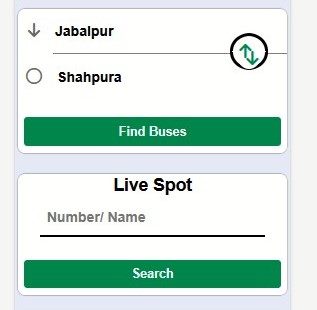 Jabalpur
Shahpura
Find Buses
Live Spot
Number/ Name
Search